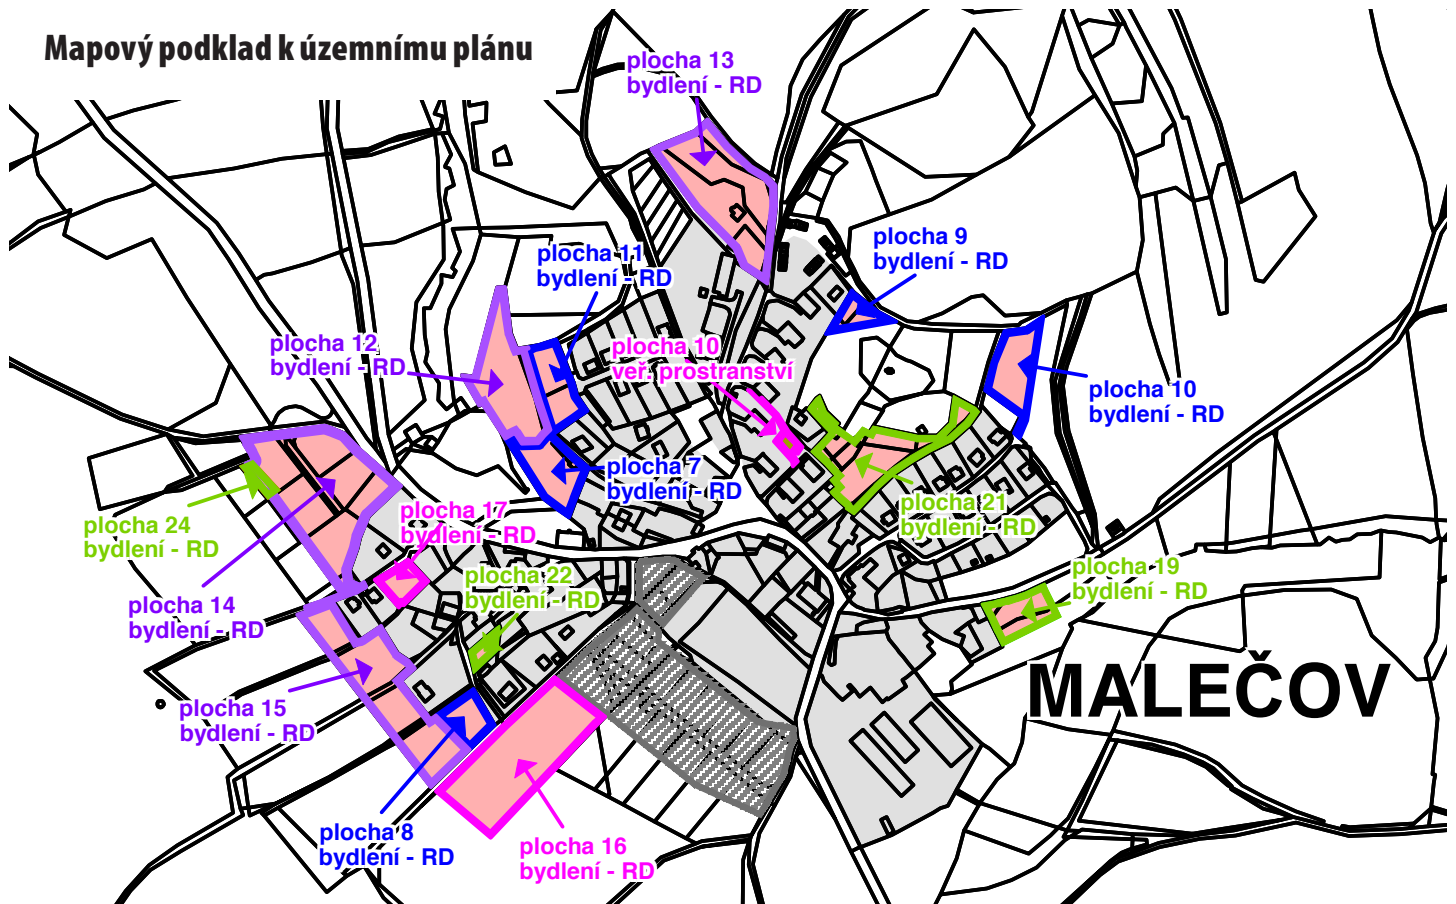 Mapový podklad k územnímu plánu
plocha 13
bydlení - RD
plocha 9
bydlení - RD
plocha 11
bydlení - RD
plocha 12
bydlení - RD
plocha 10
veř. prostranství
plocha 10
bydlení - RD
plocha 7
bydlení - RD
plocha 21
bydlení - RD
plocha 17
bydlení - RD
plocha 24
bydlení - RD
plocha 22
bydlení - RD
plocha 19
bydlení - RD
plocha 14
bydlení - RD
MALEČOV
plocha 15
bydlení - RD
plocha 8
bydlení - RD
plocha 16
bydlení - RD